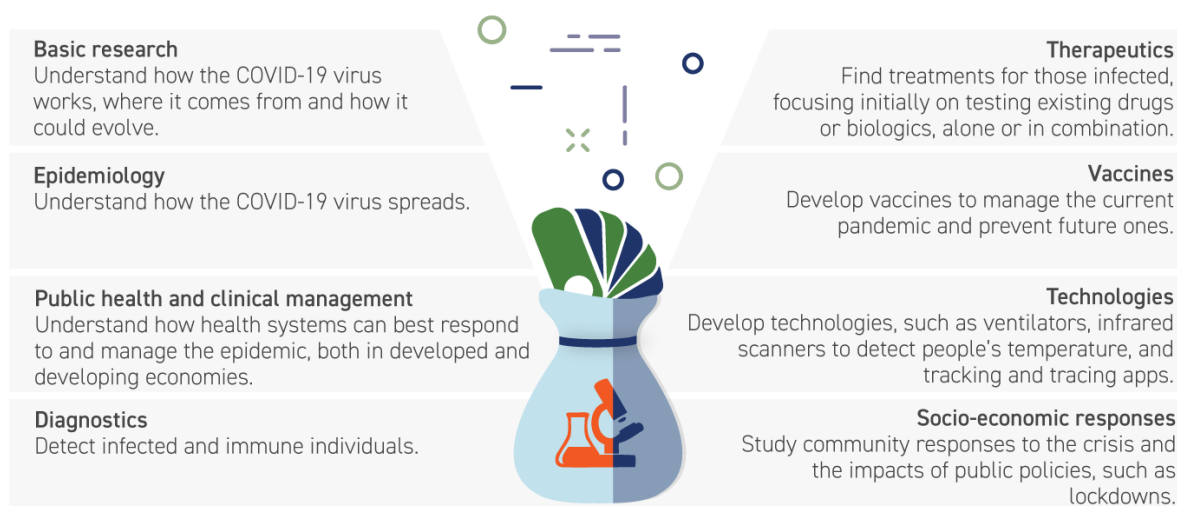 Basic research
Understand how the COVID-19 virus
works, where it comes from and how it
could evolve.
Epidemiology
Understand how the COVID-19 virus spreads.
Public health and clinical management
Understand how health systems can best respond
to and manage the epidemic, both in developed and
developing economies.
Diagnostics
Detect infected and immune individuals.
Therapeutics
Find treatments for those infected,
focusing initially on testing existing drugs
or biologics, alone or in combination.
Vaccines
Develop vaccines to manage the current
pandemic and prevent future ones.
Technologies
Develop technologies, such as ventilators, infrared
scanners to detect people's temperature, and
tracking and tracing apps.
Socio-economic responses
Study community responses to the crisis and
the impacts of public policies, such as
lockdowns.